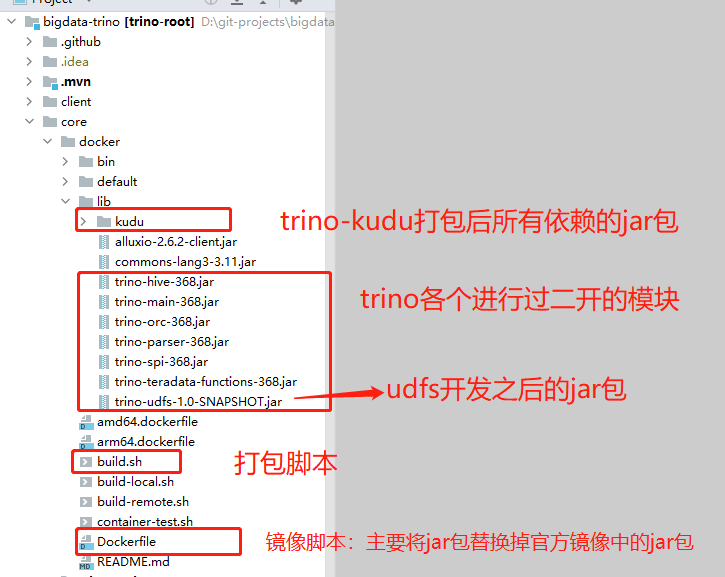 Project
bigdata-trino [trino-root] D:\git-projects\bigdata
.github
.idea
.mvn
client
core
docker
bin
default
lib
kudu
trino-kudu打包后所有依赖的jar包
alluxio-2.6.2-client.jar
commons-lang3-3.11.jar
trino-hive-368.jar
trino-main-368.jar
trino各个进行过二开的模块
trino-orc-368.jar
trino-parser-368.jar
trino-spi-368.jar
trino-teradata-functions-368.jar
udfs开发之后的jar包
trino-udfs-1.0-SNAPSHOT.jar
amd64.dockerfile
arm64.dockerfile
build.sh
打包脚本
build-local.sh
build-remote.sh
container-test.sh
Dockerfile
镜像脚本：主要将jar包替换掉官方镜像中的jar包
README.md